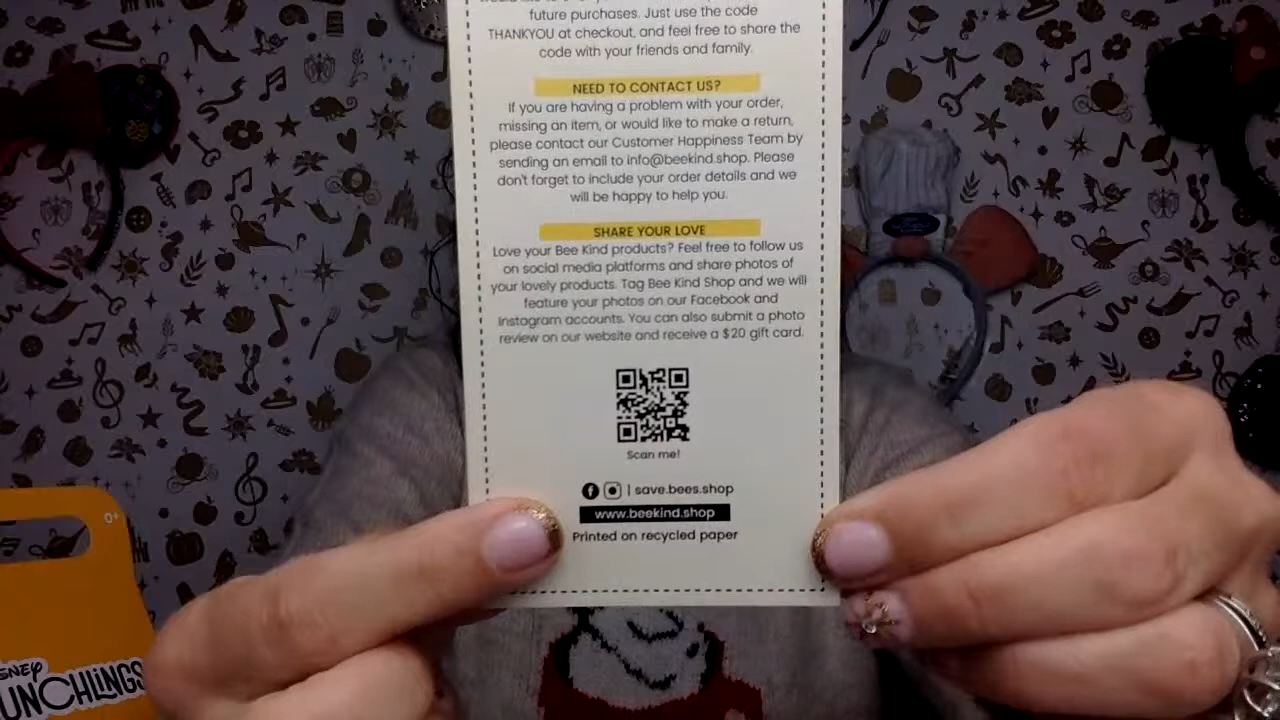 future purchases. Just use the code
THANKYOU at checkout, and feel free to share the
code with your friends and family.
NEED TO CONTACT US?
If you are having a problem with your order,
missing an item, or would like to make a return,
please contact our Customer Happiness Team by
sending an email to info@beekind.shop. Please
don't forget to include your order details and we
will be happy to help you.
SHARE YOUR LOVE
Love your Bee Kind products? Feel free to follow us
on social media platforms and share photos of
your lovely products. Tag Bee Kind Shop and we will
feature your photos on our Facebook and
Instagram accounts. You can also submit a photo
review on our website and receive a $20 gift card.
Scan me!
| save.bees.shop
www.beekind.shop
Printed on recycled paper
0+